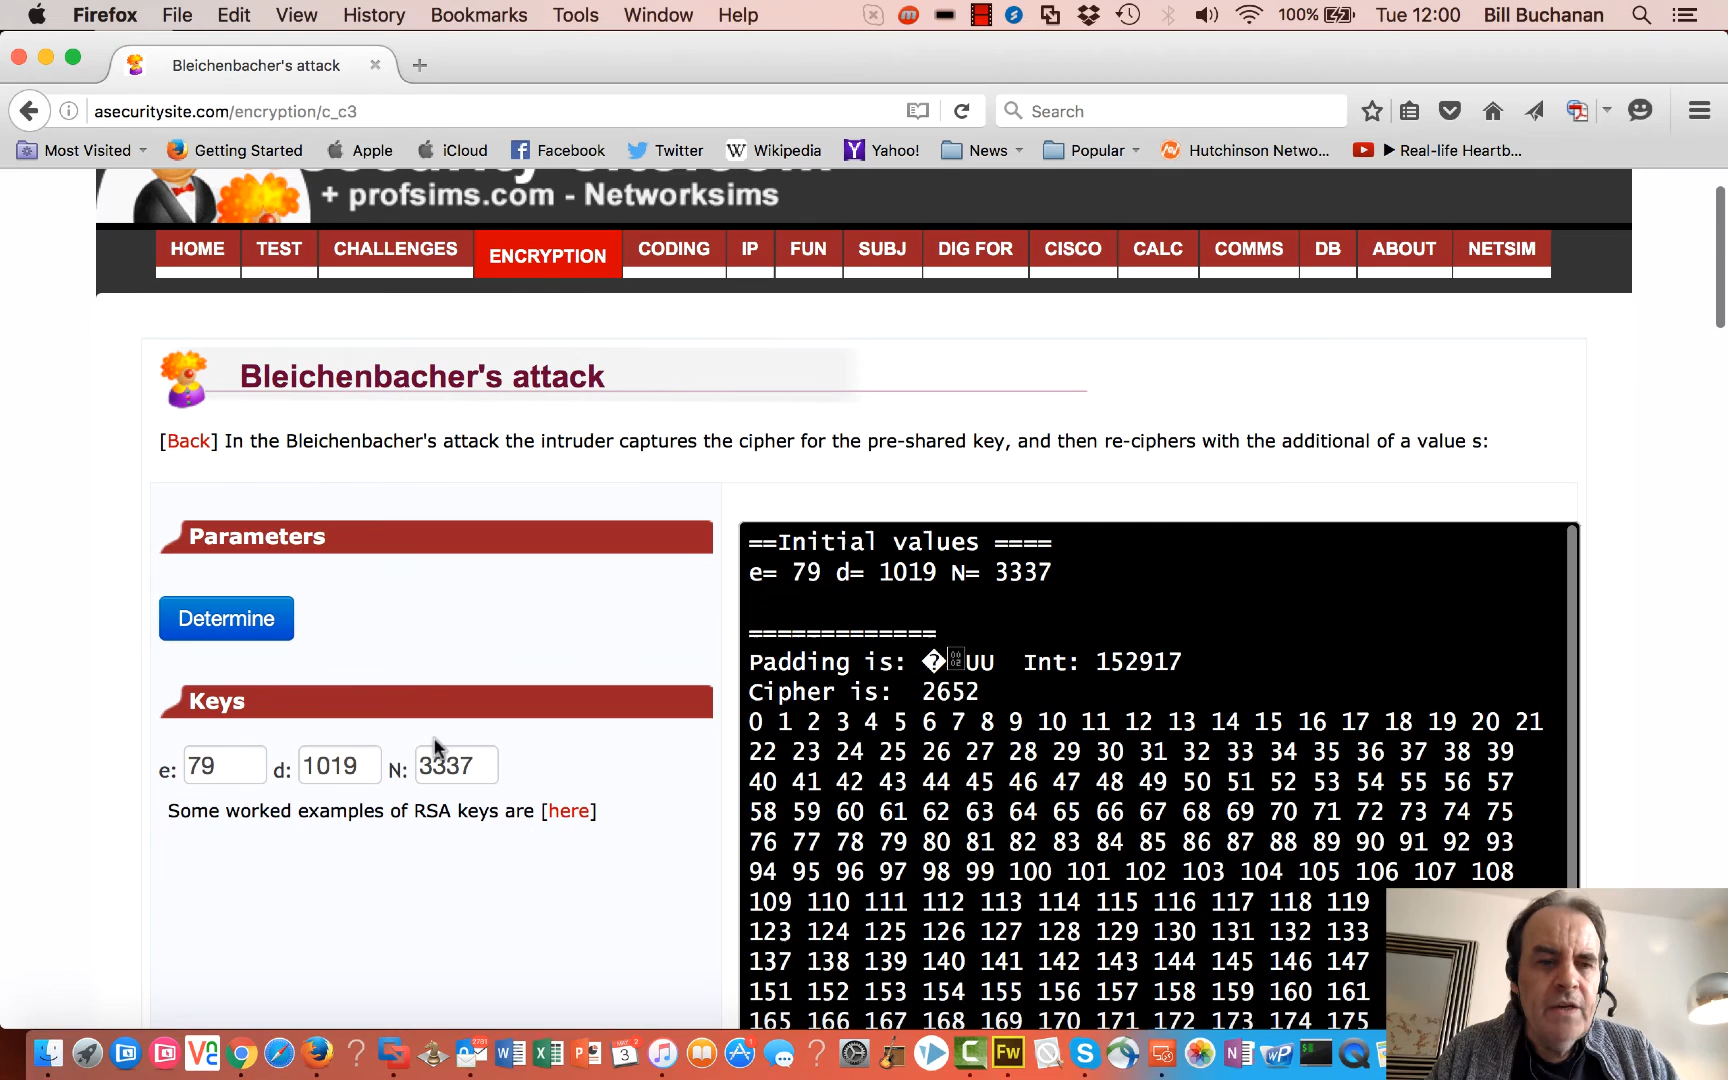 Firefox File Edit View History Bookmarks Tools Window Help 100% Tue 12:00 Bill Buchanan
Bleichenbacher's attack
asecuritysite.com/encryption/c_c3
Search
Most Visited Getting Started Apple iCloud Facebook Twitter Wikipedia Yahoo! News Popular Hutchinson Netwo... ▶ Real-life Heartb...
+ profsims.com - Networksims
HOME TEST CHALLENGES ENCRYPTION CODING IP FUN SUBJ DIG FOR CISCO CALC COMMS DB ABOUT NETSIM
Bleichenbacher's attack
[Back] In the Bleichenbacher's attack the intruder captures the cipher for the pre-shared key, and then re-ciphers with the additional of a value s:
Parameters
Determine
Keys
e: 79 d: 1019 N: 3337
Some worked examples of RSA keys are [here]
==Initial values ====
e= 79 d= 1019 N= 3337
=============
Padding is: �UU Int: 152917
Cipher is: 2652
0 1 2 3 4 5 6 7 8 9 10 11 12 13 14 15 16 17 18 19 20 21
22 23 24 25 26 27 28 29 30 31 32 33 34 35 36 37 38 39
40 41 42 43 44 45 46 47 48 49 50 51 52 53 54 55 56 57
58 59 60 61 62 63 64 65 66 67 68 69 70 71 72 73 74 75
76 77 78 79 80 81 82 83 84 85 86 87 88 89 90 91 92 93
94 95 96 97 98 99 100 101 102 103 104 105 106 107 108
109 110 111 112 113 114 115 116 117 118 119
123 124 125 126 127 128 129 130 131 132 133
137 138 139 140 141 142 143 144 145 146 147
151 152 153 154 155 156 157 158 159 160 161
165 166 167 168 169 170 171 172 173 174 175